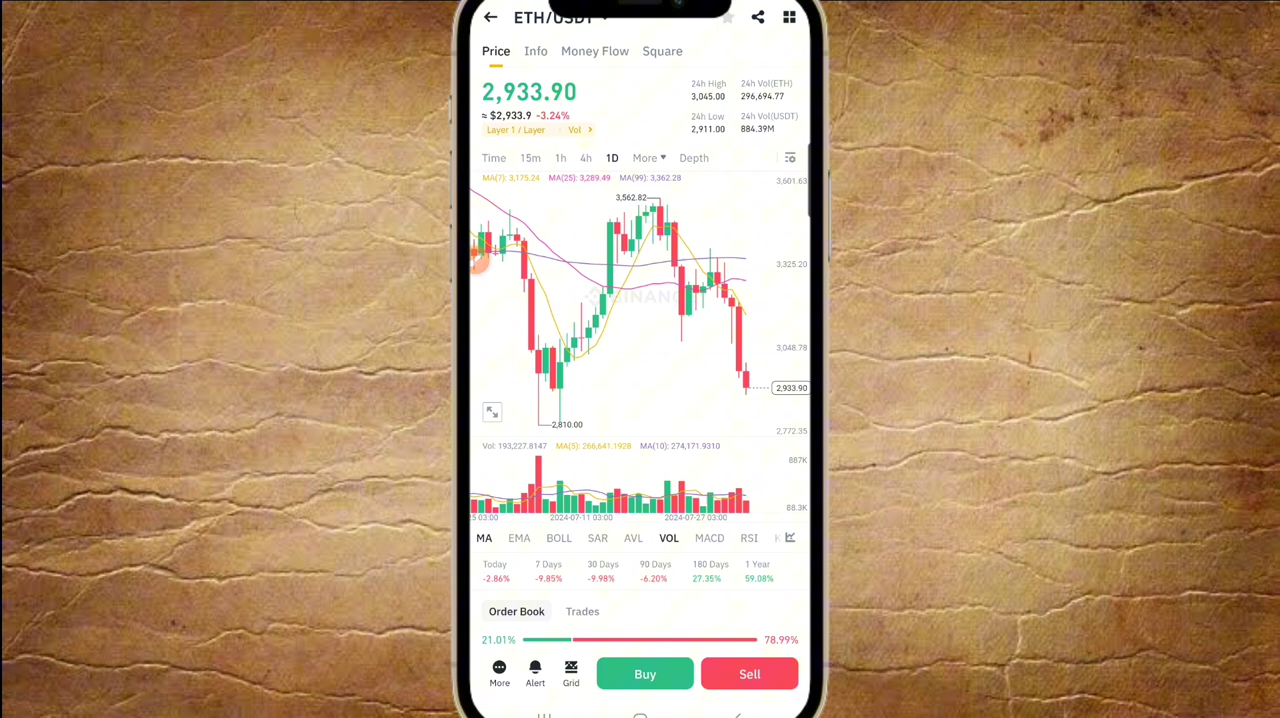 ETH/USDT
Price Info Money Flow Square
2,933.90
≈ $2,933.9 -3.24%
Layer 1 / Layer Vol
24h High 24h Vol(ETH)
3,045.00 296,694.77
24h Low 24h Vol(USDT)
2,911.00 884.39M
Time 15m 1h 4h 1D More Depth
MA(7): 3,175.24 MA(25): 3,289.49 MA(99): 3,362.28
3,601.63
3,562.82
3,325.20
3,048.78
2,933.90
2,810.00
2,772.35
Vol: 193,227.8147 MA(5): 266,641.1928 MA(10): 274,171.9310
887K
88.3K
03:00 2024-07-11 03:00 2024-07-27 03:00
MA EMA BOLL SAR AVL VOL MACD RSI K
Today 7 Days 30 Days 90 Days 180 Days 1 Year
-2.86% -9.85% -9.98% -6.20% 27.35% 59.08%
Order Book Trades
21.01% 78.99%
More Alert Grid Buy Sell